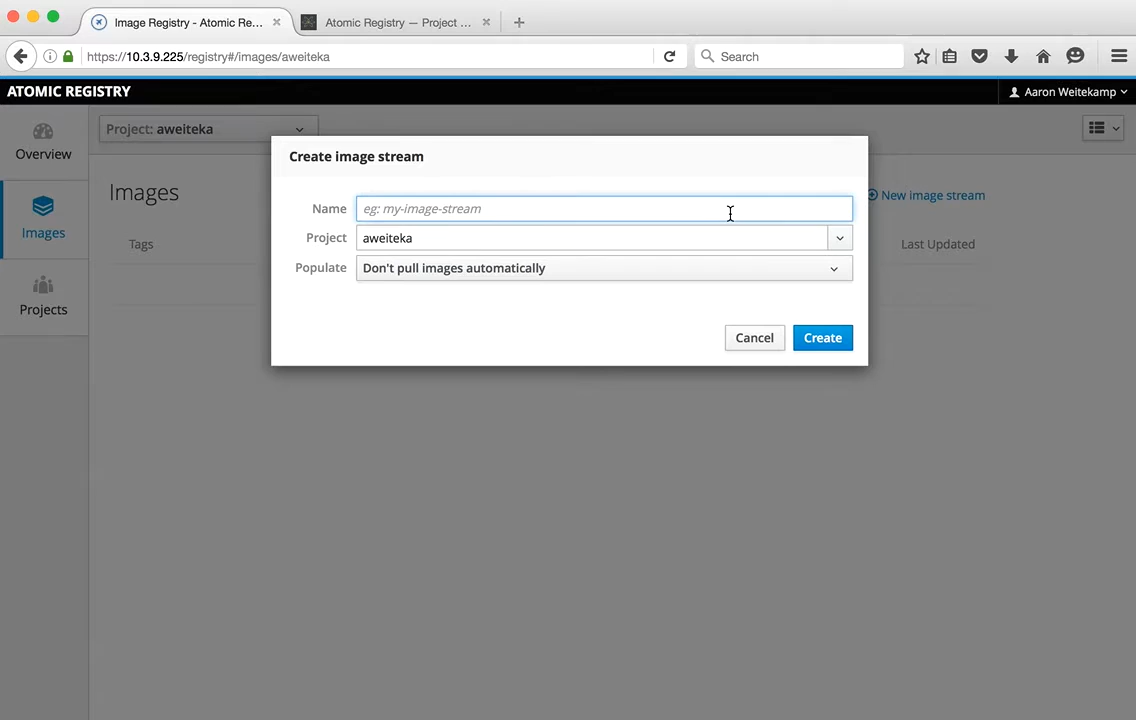 Image Registry - Atomic Re...
Atomic Registry — Project ...
https://10.3.9.225/registry#/images/aweiteka
Search
ATOMIC REGISTRY
Aaron Weitekamp
Overview
Images
Projects
Project: aweiteka
Images
New image stream
Tags
Last Updated
Create image stream
Name
eg: my-image-stream
Project
aweiteka
Populate
Don't pull images automatically
Cancel
Create